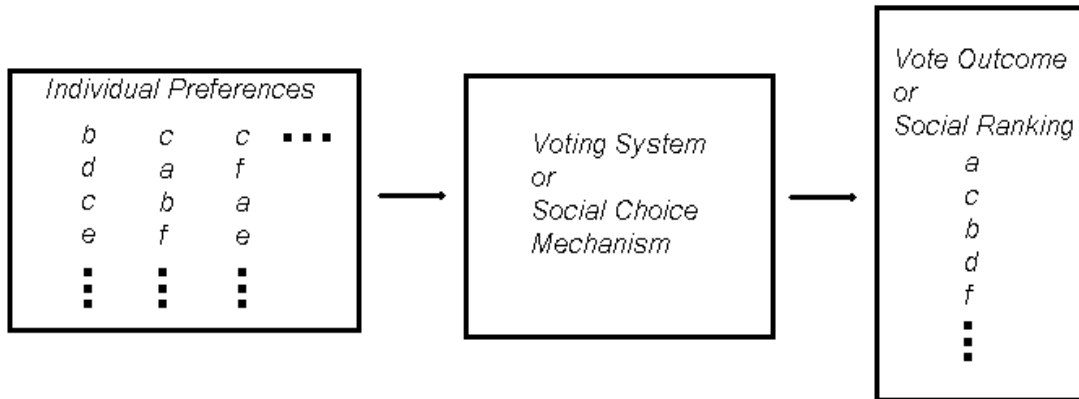 Individual Preferences
b c c ...
d a f
c b a
e f e
Voting System
or
Social Choice
Mechanism
Vote Outcome
or
Social Ranking
a
c
b
d
f